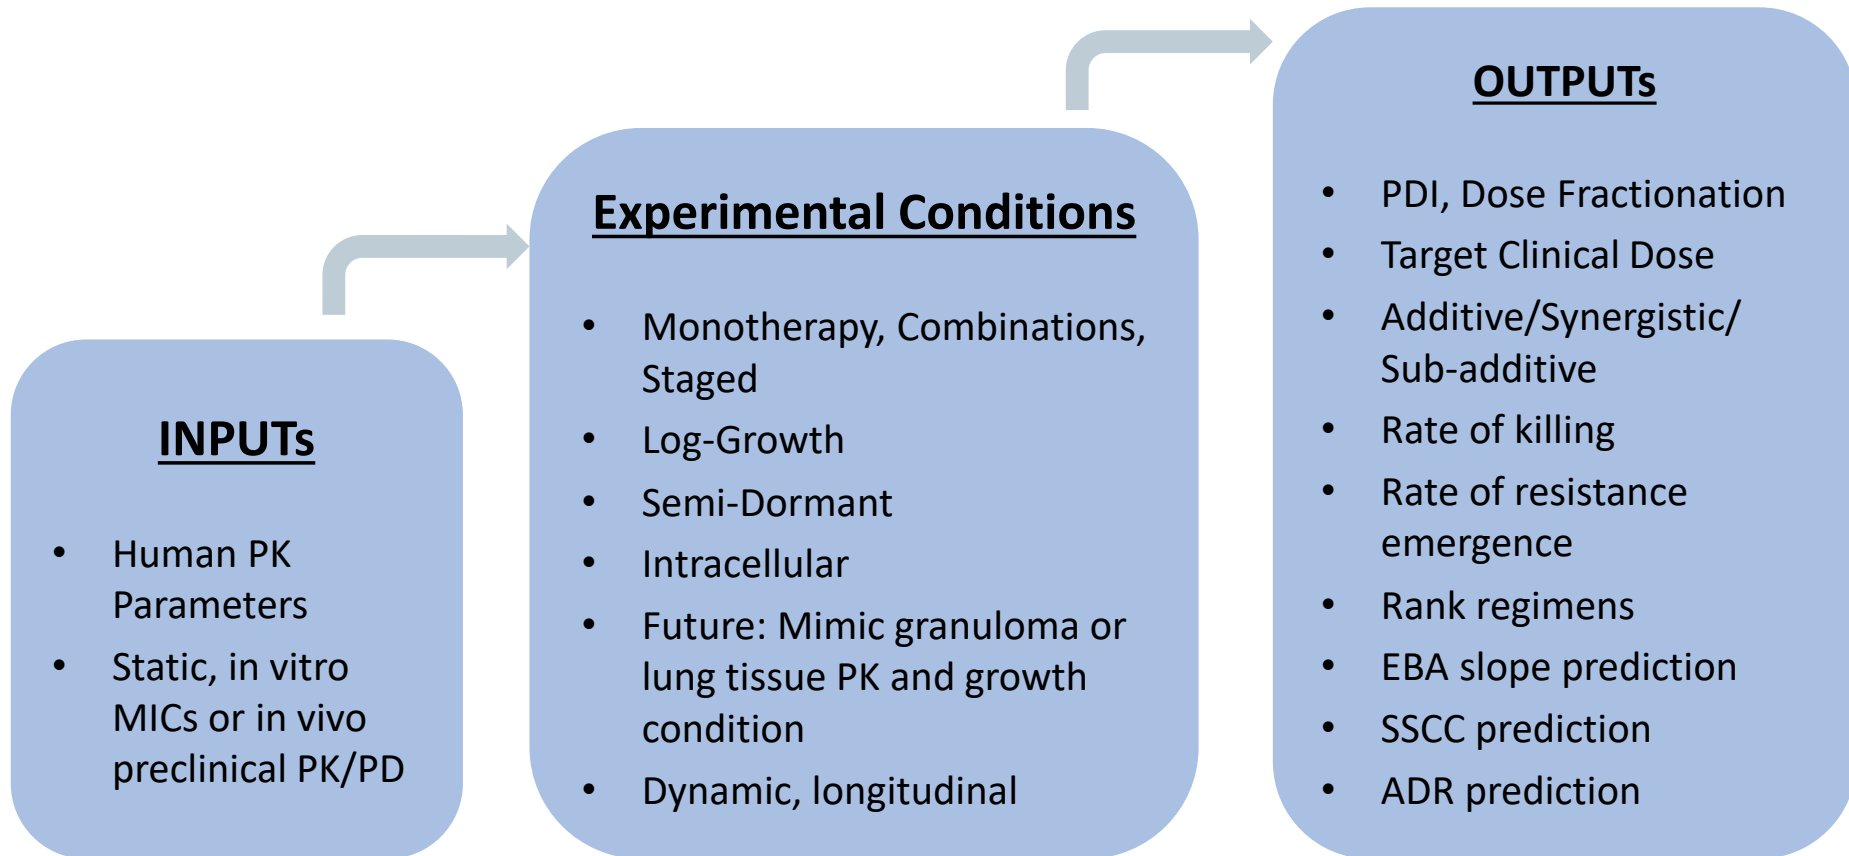 INPUTs
• Human PK
Parameters
• Static, in vitro
MICs or in vivo
preclinical PK/PD
Experimental Conditions
• Monotherapy, Combinations,
Staged
• Log-Growth
• Semi-Dormant
• Intracellular
• Future: Mimic granuloma or
lung tissue PK and growth
condition
• Dynamic, longitudinal
OUTPUTs
• PDI, Dose Fractionation
• Target Clinical Dose
• Additive/Synergistic/
Sub-additive
• Rate of killing
• Rate of resistance
emergence
• Rank regimens
• EBA slope prediction
• SSCC prediction
• ADR prediction